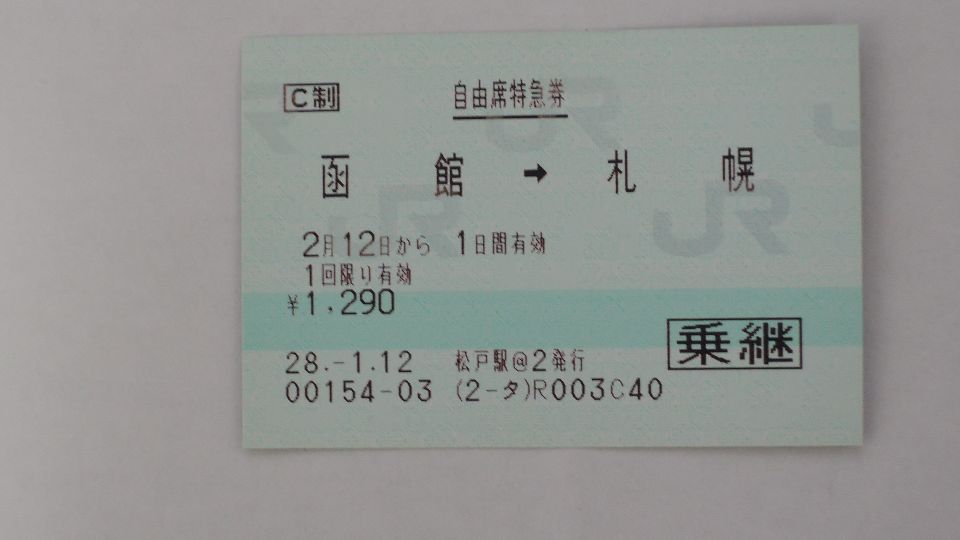 C制
自由席特急券
函館→札幌
2月12日から 1日間有効
1回限り有効
¥1,290
乗継
28.-1.12 松戸駅@2発行
00154-03 (2-タ)R003C40